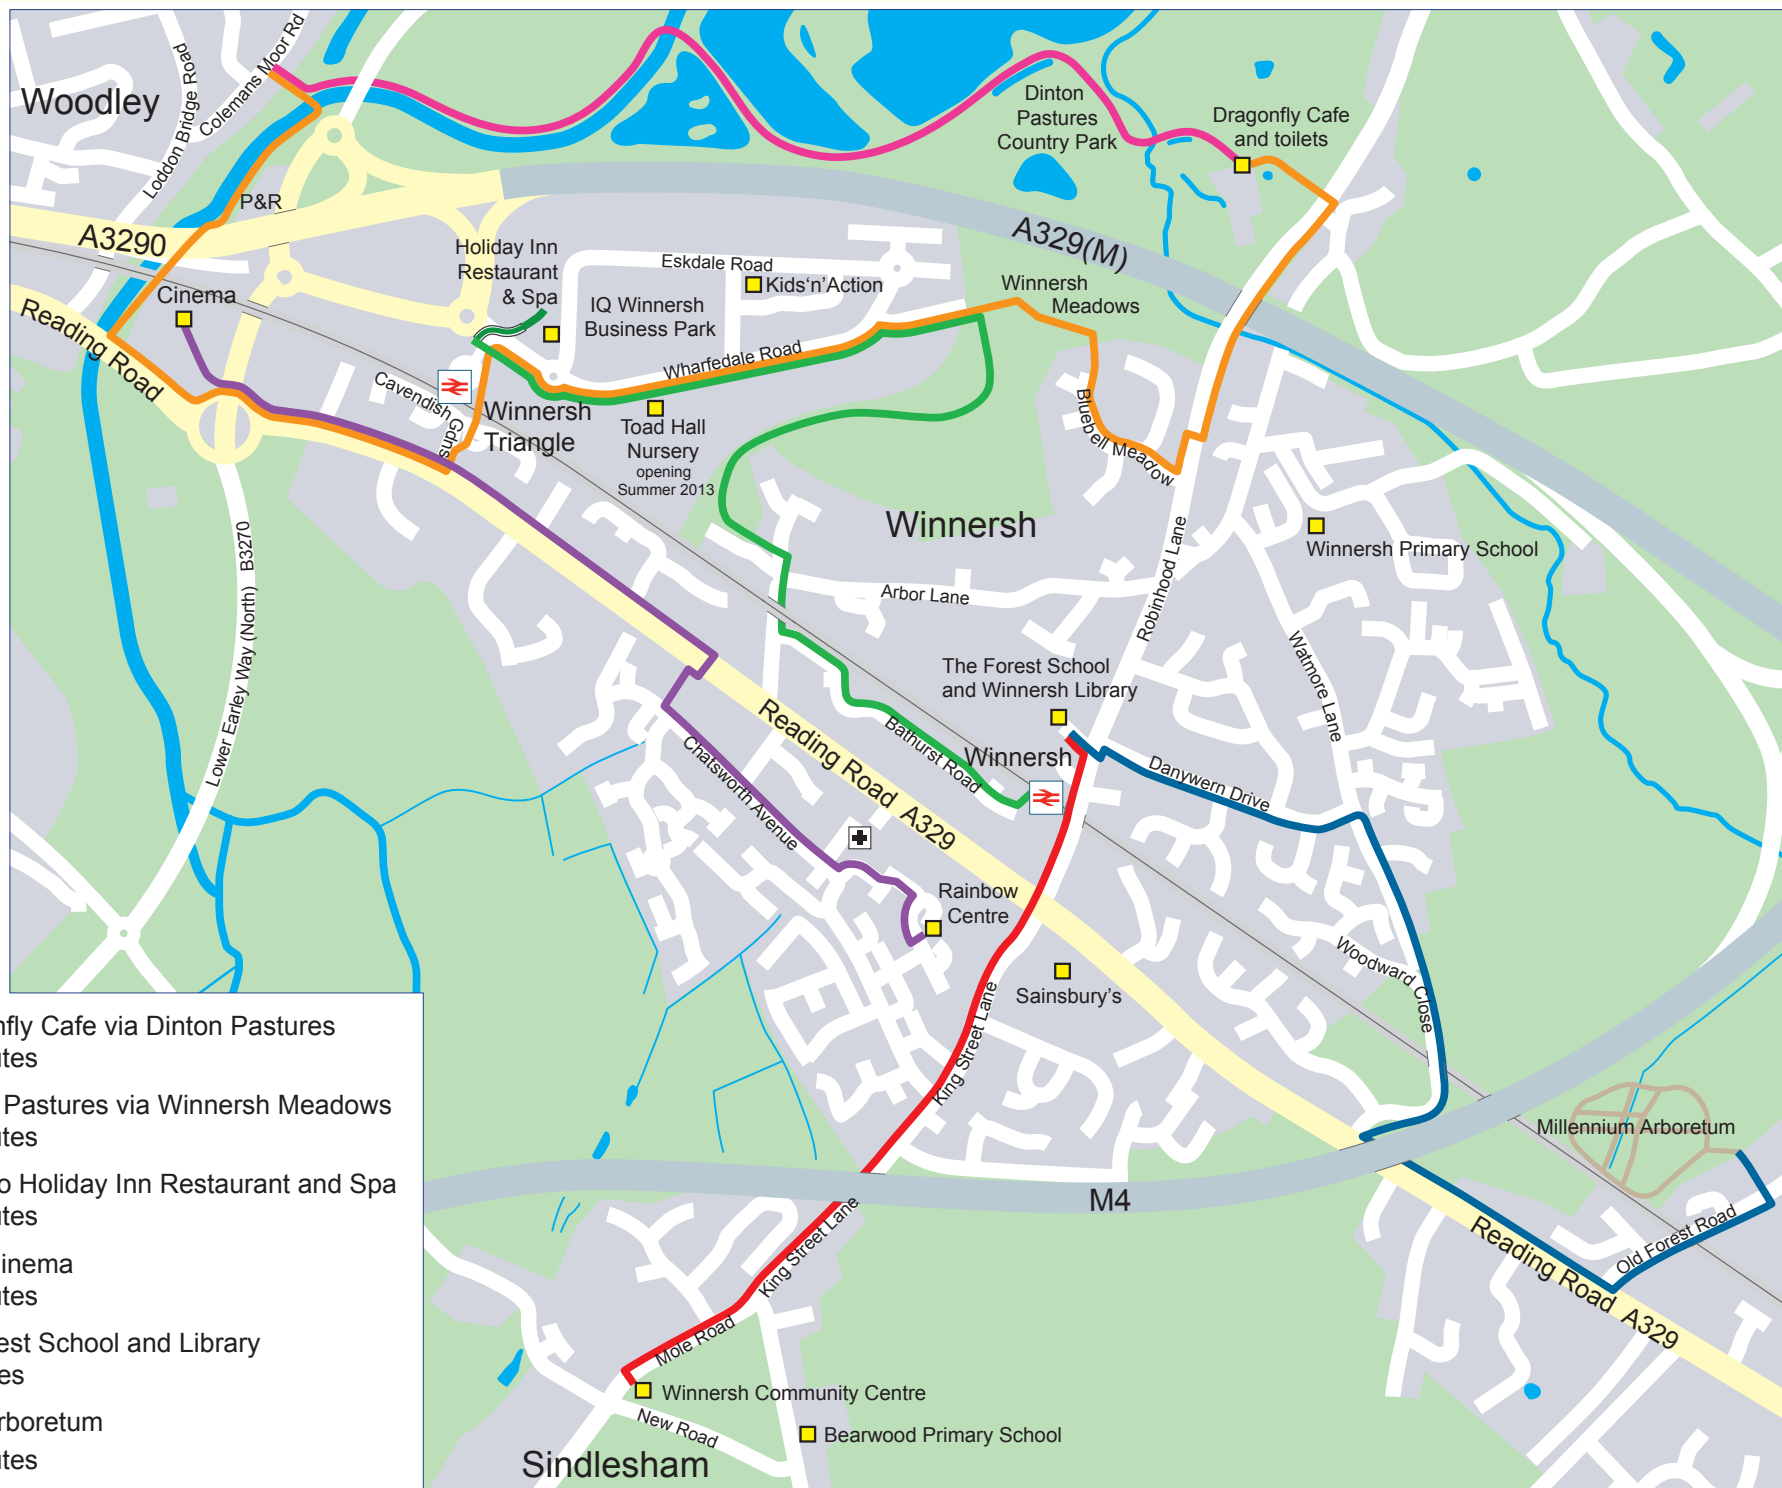 Woodley
Loddon Bridge Road
Colemans Moor Rd
P&R
A3290
Cinema
Reading Road
Holiday Inn
Restaurant
& Spa
IQ Winnersh
Business Park
Eskdale Road
Kids‘n’Action
Wharfedale Road
Cavendish Gdns
Winnersh
Triangle
Toad Hall
Nursery
opening
Summer 2013
Dinton
Pastures
Country Park
Dragonfly Cafe
and toilets
A329(M)
Winnersh
Meadows
Bluebell Meadow
Winnersh
Winnersh Primary School
Robinhood Lane
Arbor Lane
Watmore Lane
Lower Earley Way (North) B3270
The Forest School
and Winnersh Library
Winnersh
Bathurst Road
Danywern Drive
Reading Road A329
Chatsworth Avenue
Rainbow
Centre
Sainsbury’s
Woodward Close
King Street Lane
Millennium Arboretum
M4
Old Forest Road
Reading Road A329
King Street Lane
Mole Road
Winnersh Community Centre
New Road
Bearwood Primary School
Sindlesham
nfly Cafe via Dinton Pastures
utes
Pastures via Winnersh Meadows
utes
o Holiday Inn Restaurant and Spa
utes
inema
utes
est School and Library
es
rboretum
utes